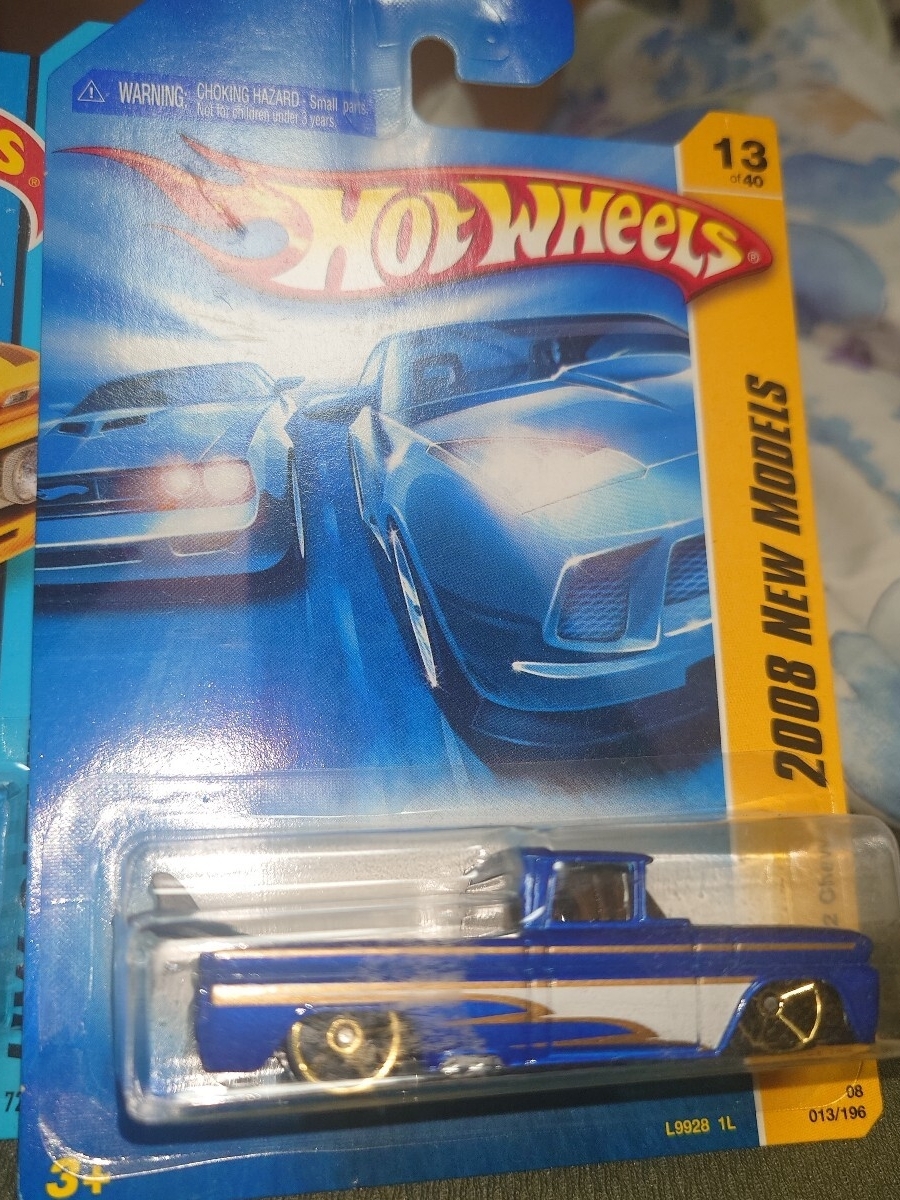 WARNING: CHOKING HAZARD - Small parts.
Not for children under 3 years.
13
of 40
HOT WHEELS®
2008 NEW MODELS
S®
08
013/196
L9928 1L
72
3+